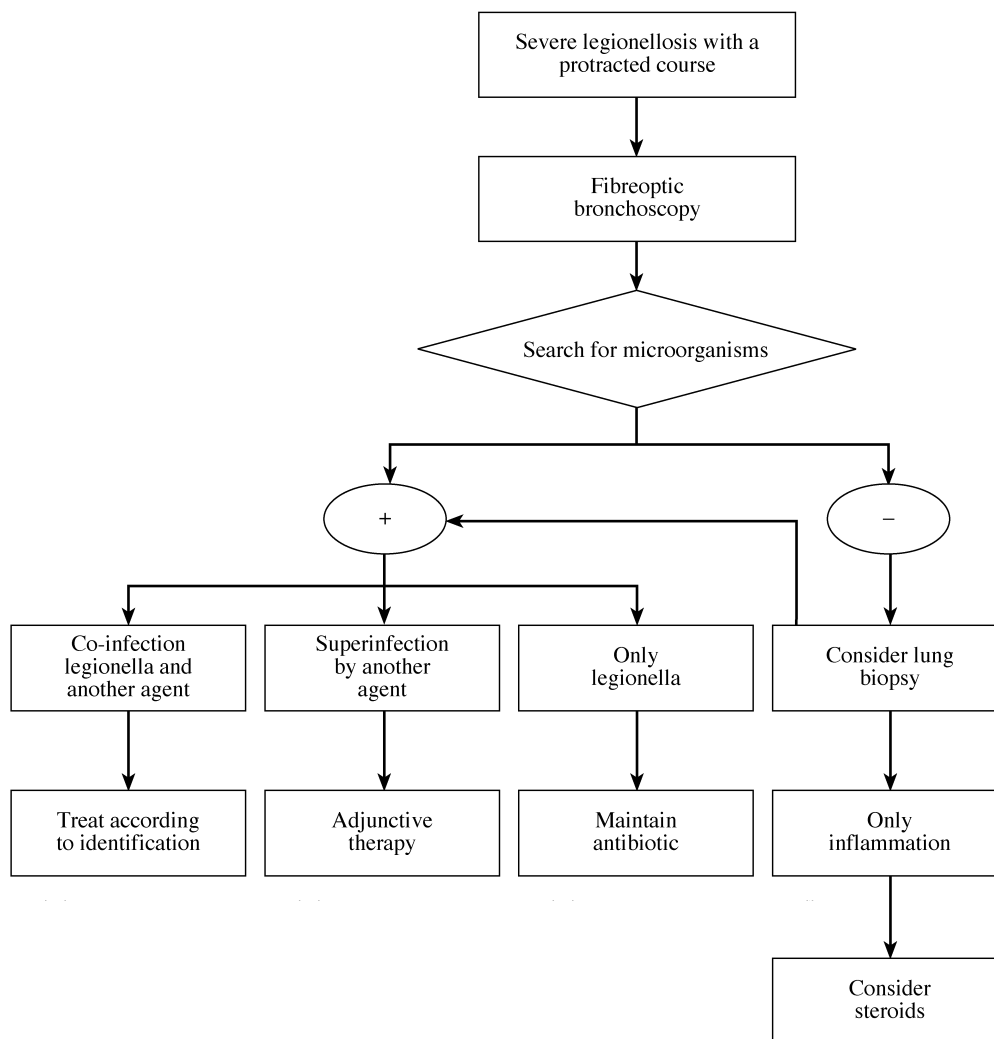 Severe legionellosis with a
protracted course
Fibreoptic
bronchoscopy
Search for microorganisms
+
–
Co-infection
legionella and
another agent
Superinfection
by another
agent
Only
legionella
Consider lung
biopsy
Treat according
to identification
Adjunctive
therapy
Maintain
antibiotic
Only
inflammation
Consider
steroids